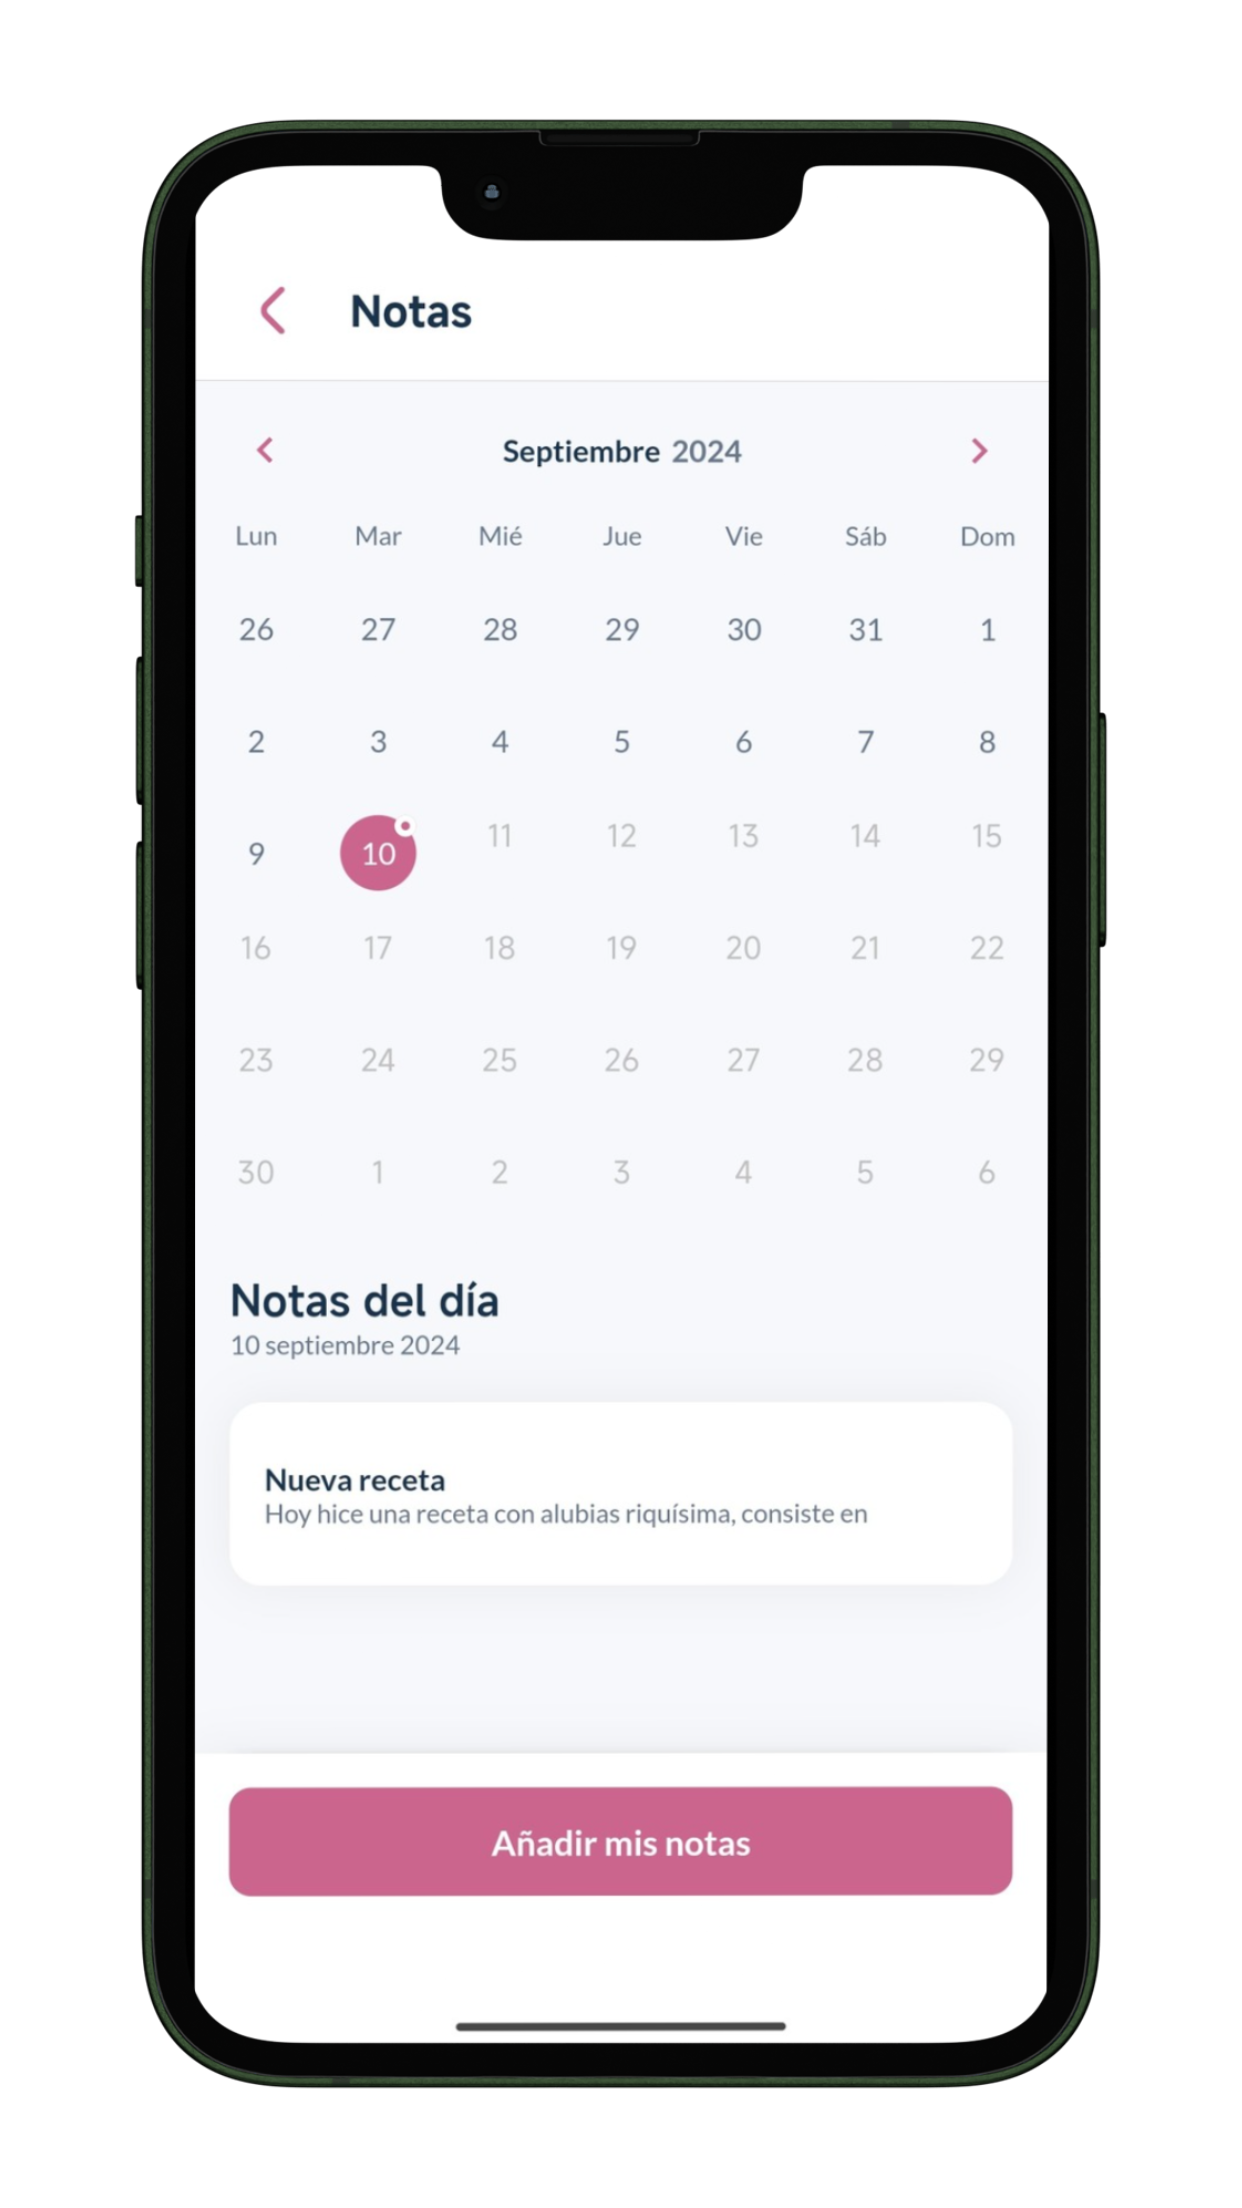 Notas
Septiembre 2024
Lun Mar Mié Jue Vie Sáb Dom
26 27 28 29 30 31 1
2 3 4 5 6 7 8
9 10 11 12 13 14 15
16 17 18 19 20 21 22
23 24 25 26 27 28 29
30 1 2 3 4 5 6
Notas del día
10 septiembre 2024
Nueva receta
Hoy hice una receta con alubias riquísima, consiste en
Añadir mis notas